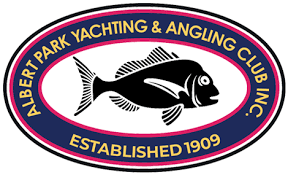 ALBERT PARK YACHTING & ANGLING CLUB INC.
ESTABLISHED 1909